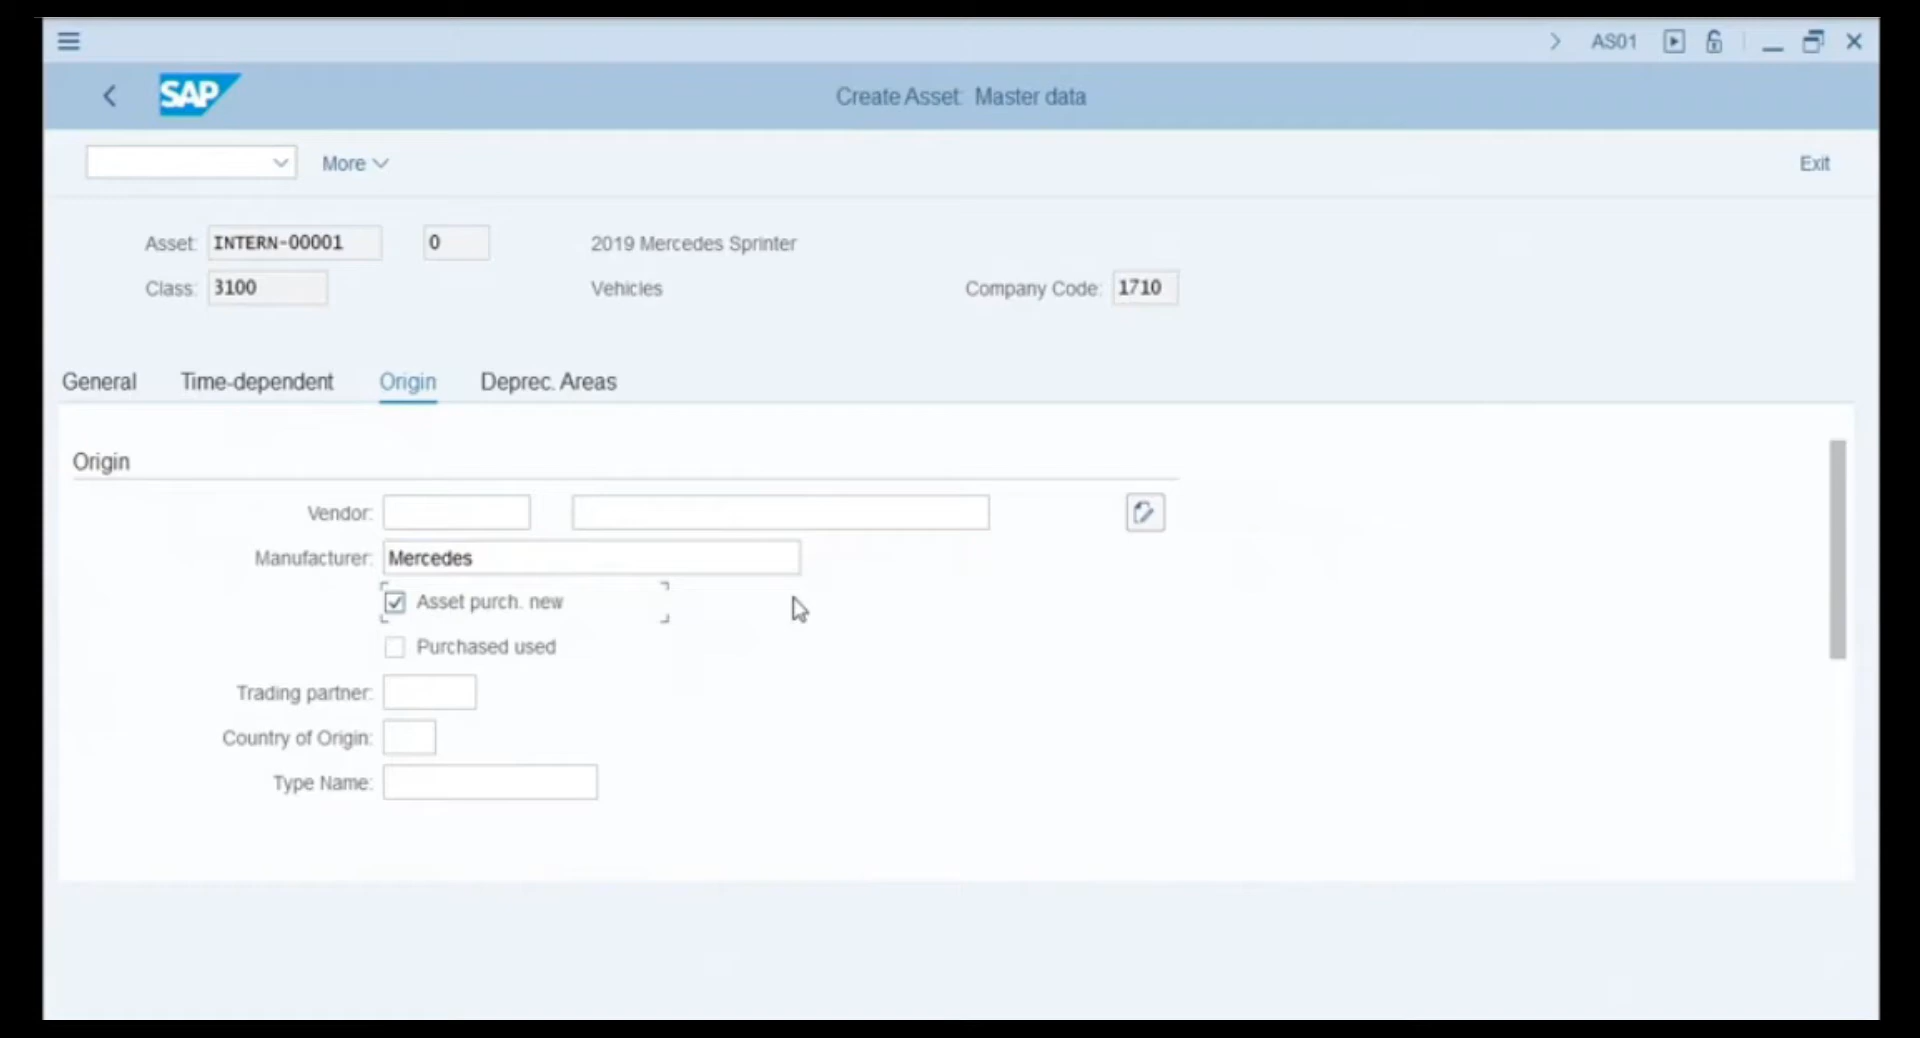 AS01
SAP
Create Asset: Master data
More
Exit
Asset: INTERN-00001 0 2019 Mercedes Sprinter
Class: 3100 Vehicles Company Code: 1710
General Time-dependent Origin Deprec. Areas
Origin
Vendor:
Manufacturer: Mercedes
Asset purch. new
Purchased used
Trading partner:
Country of Origin:
Type Name: